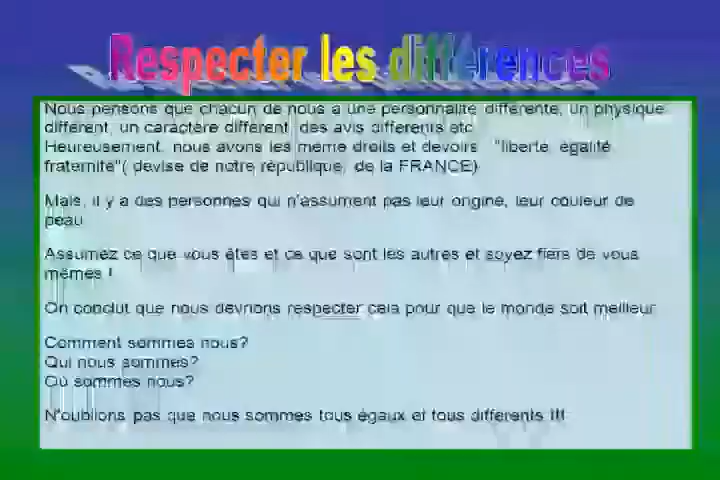 Respecter les différences
Nous pensons que chacun de nous a une personnalité différente, un physique
différent, un caractère différent, des avis différents etc
Heureusement, nous avons les même droits et devoirs : "liberté, égalité
fraternité"( devise de notre république, de la FRANCE)
Mais, il y a des personnes qui n'assument pas leur origine, leur couleur de
peau.
Assumez ce que vous êtes et ce que sont les autres et soyez fiers de vous
mêmes !
On conclut que nous devrions respecter cela pour que le monde soit meilleur.
Comment sommes nous?
Qui nous sommes?
Où sommes nous?
N'oublions pas que nous sommes tous égaux et tous différents !!!